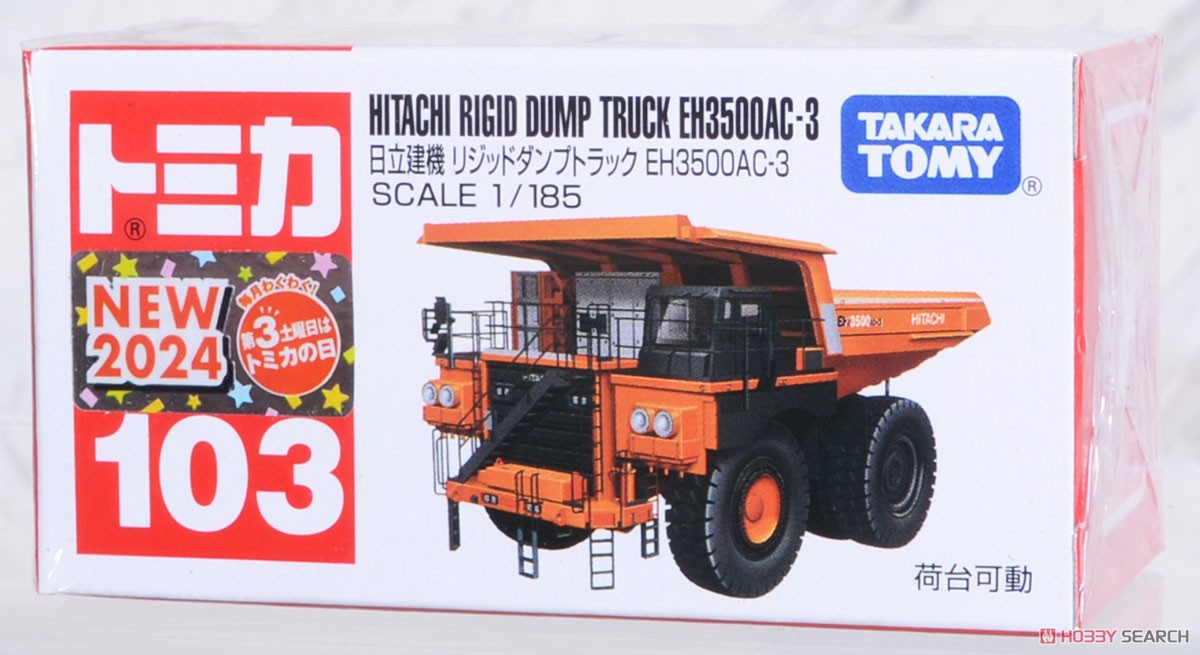 トミカ
®
NEW
2024
毎月わくわく!
第3土曜日は
トミカの日
103
HITACHI RIGID DUMP TRUCK EH3500AC-3
日立建機 リジッドダンプトラック EH3500AC-3
SCALE 1/185
TAKARA
TOMY
®
HITACHI
EH3500AC-3
HITACHI
荷台可動
HOBBY SEARCH